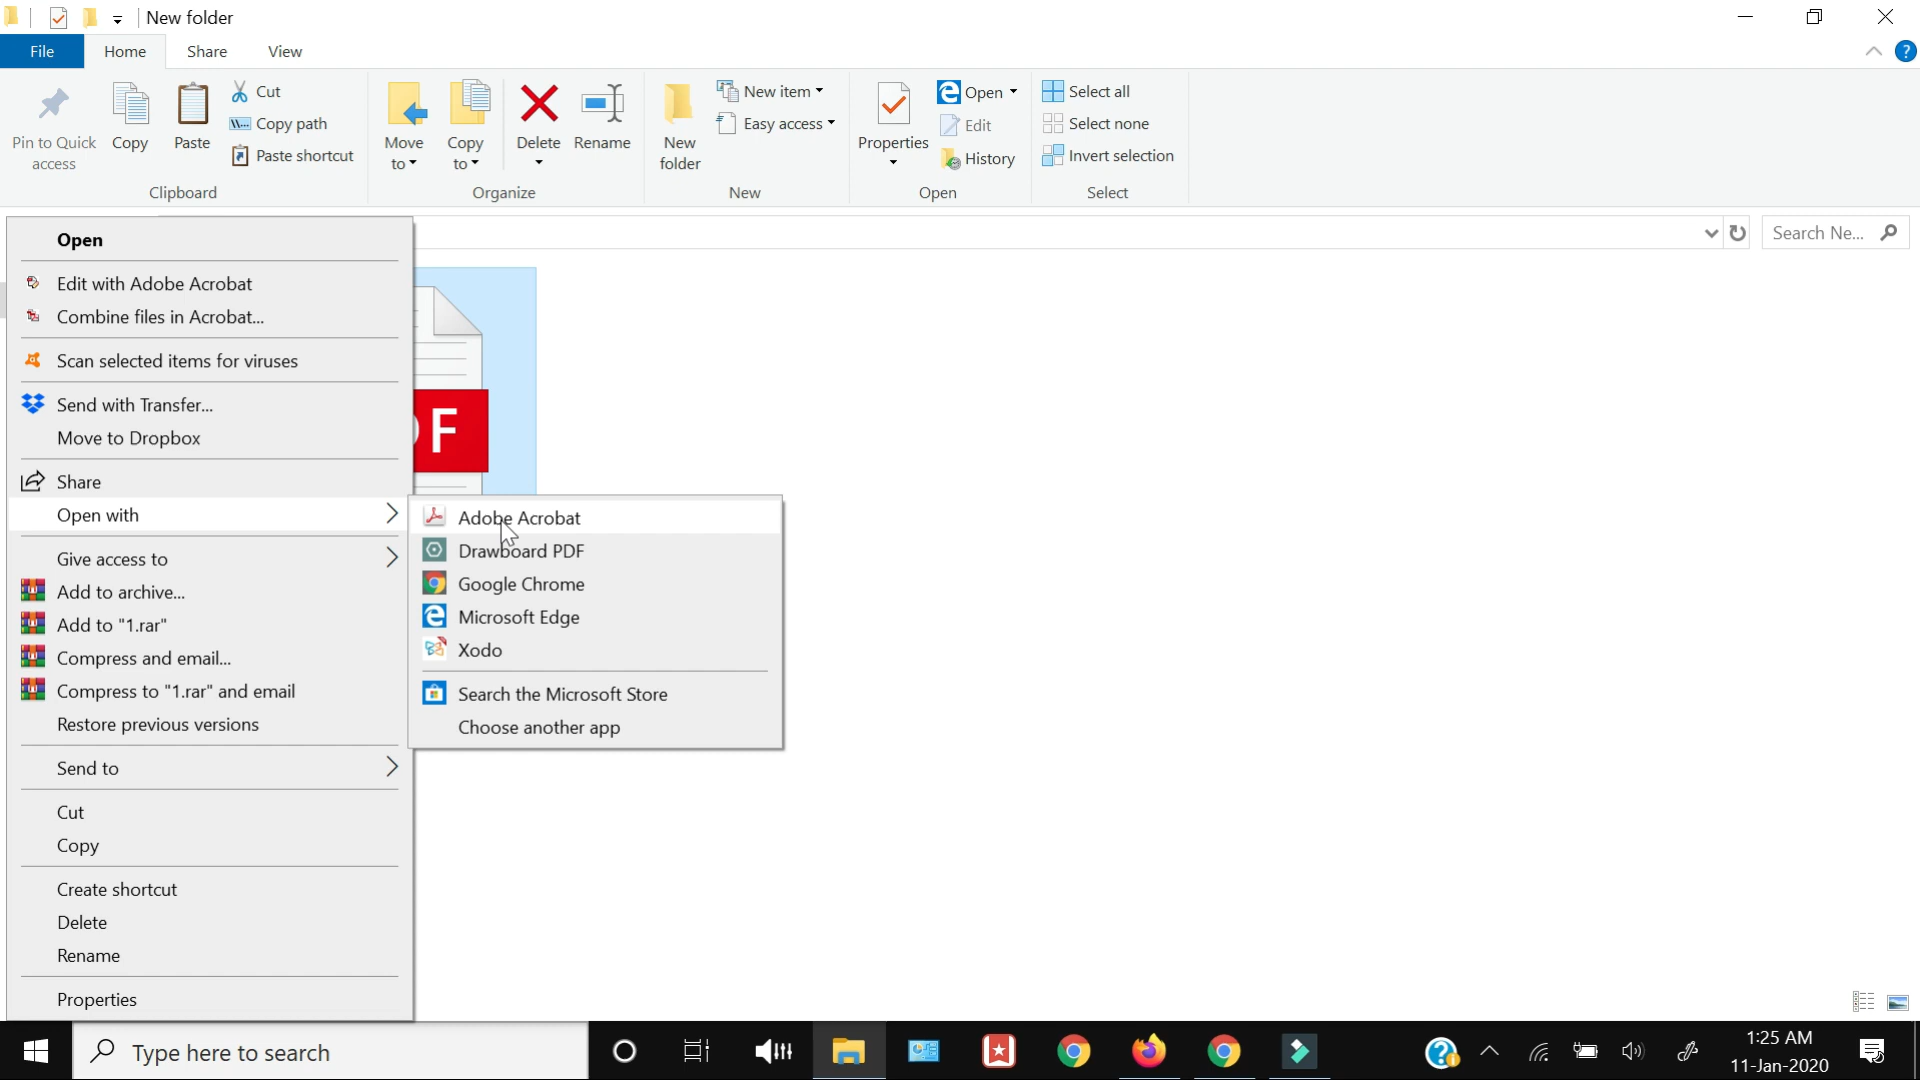 New folder
File
Home
Share
View
Pin to Quick
access
Copy
Paste
Cut
Copy path
Paste shortcut
Clipboard
Move
to
Copy
to
Delete
Rename
Organize
New
folder
New item
Easy access
New
Properties
Open
Edit
History
Open
Select all
Select none
Invert selection
Select
Search Ne...
Open
Edit with Adobe Acrobat
Combine files in Acrobat...
Scan selected items for viruses
Send with Transfer...
Move to Dropbox
Share
Open with
Give access to
Add to archive...
Add to "1.rar"
Compress and email...
Compress to "1.rar" and email
Restore previous versions
Send to
Cut
Copy
Create shortcut
Delete
Rename
Properties
F
Adobe Acrobat
Drawboard PDF
Google Chrome
Microsoft Edge
Xodo
Search the Microsoft Store
Choose another app
Type here to search
1:25 AM
11-Jan-2020